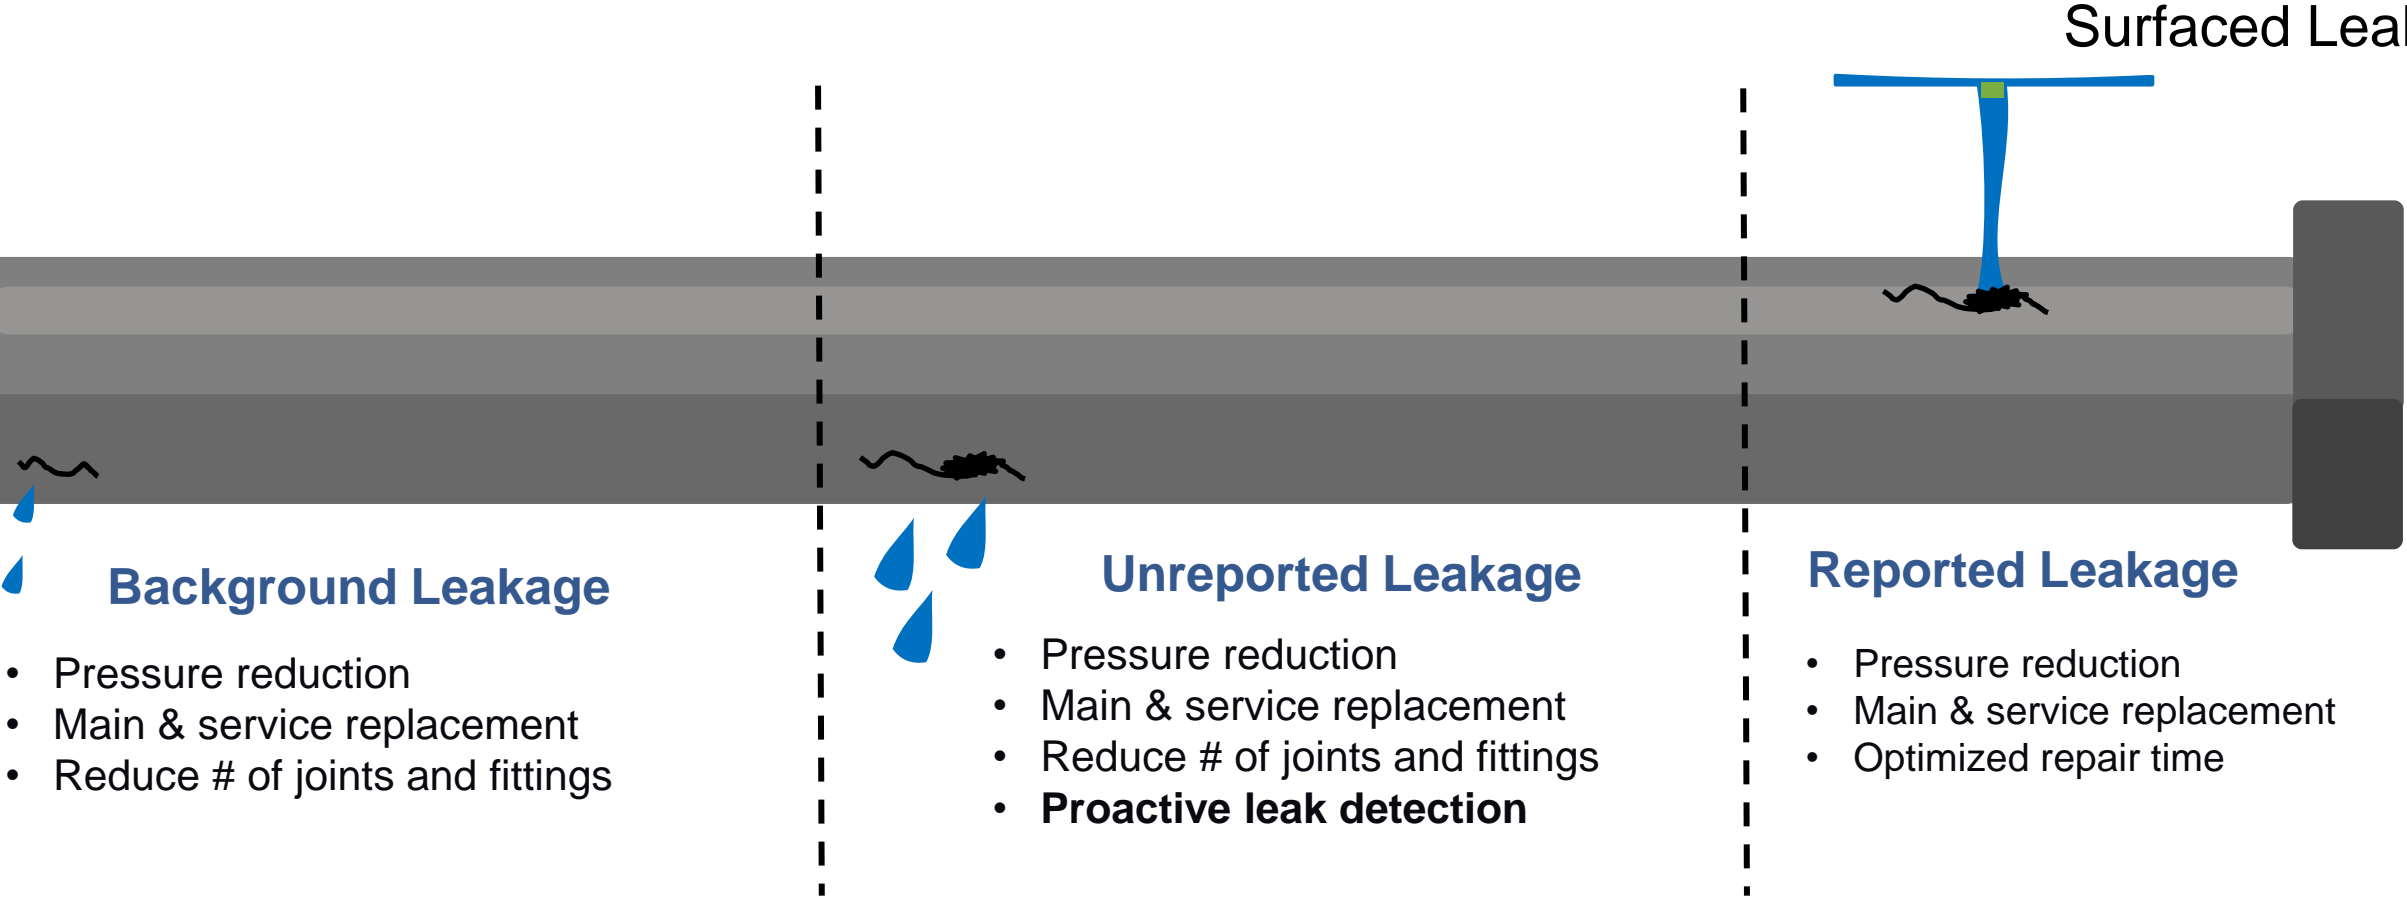 Surfaced Lea
Background Leakage
• Pressure reduction
• Main & service replacement
• Reduce # of joints and fittings
Unreported Leakage
• Pressure reduction
• Main & service replacement
• Reduce # of joints and fittings
• Proactive leak detection
Reported Leakage
• Pressure reduction
• Main & service replacement
• Optimized repair time